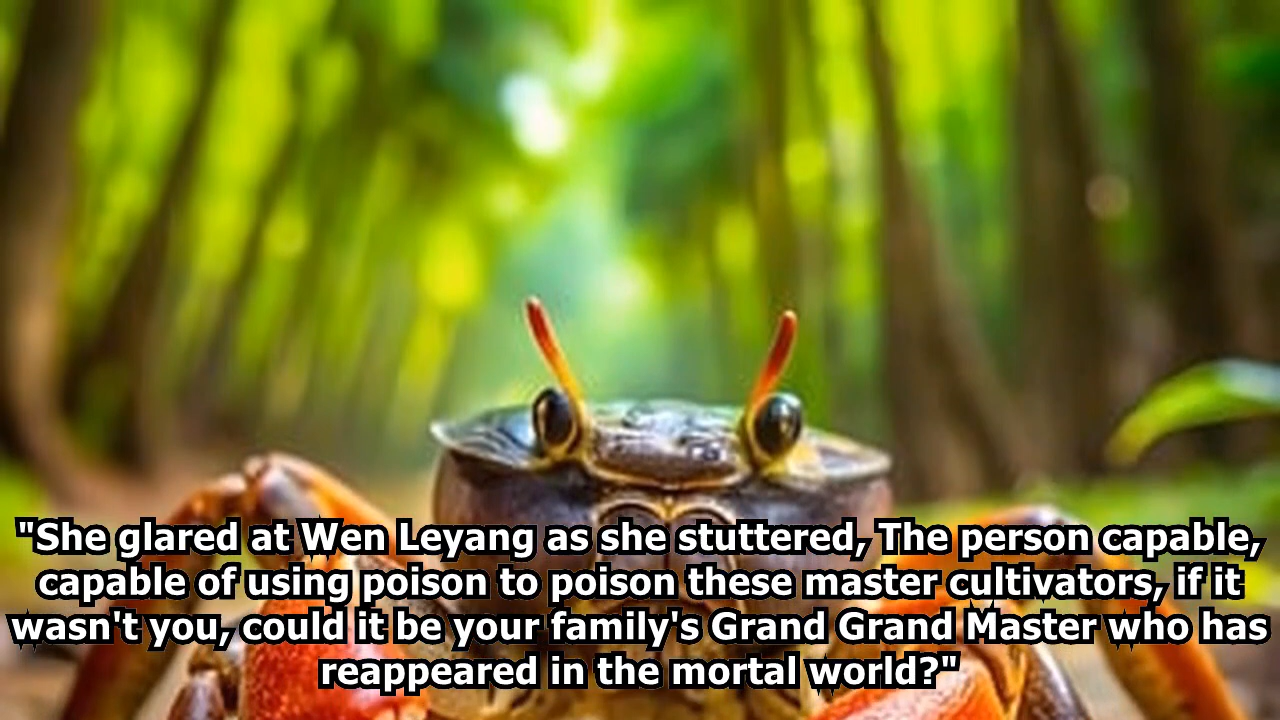 "She glared at Wen Leyang as she stuttered, The person capable,
capable of using poison to poison these master cultivators, if it
wasn't you, could it be your family's Grand Grand Master who has
reappeared in the mortal world?"